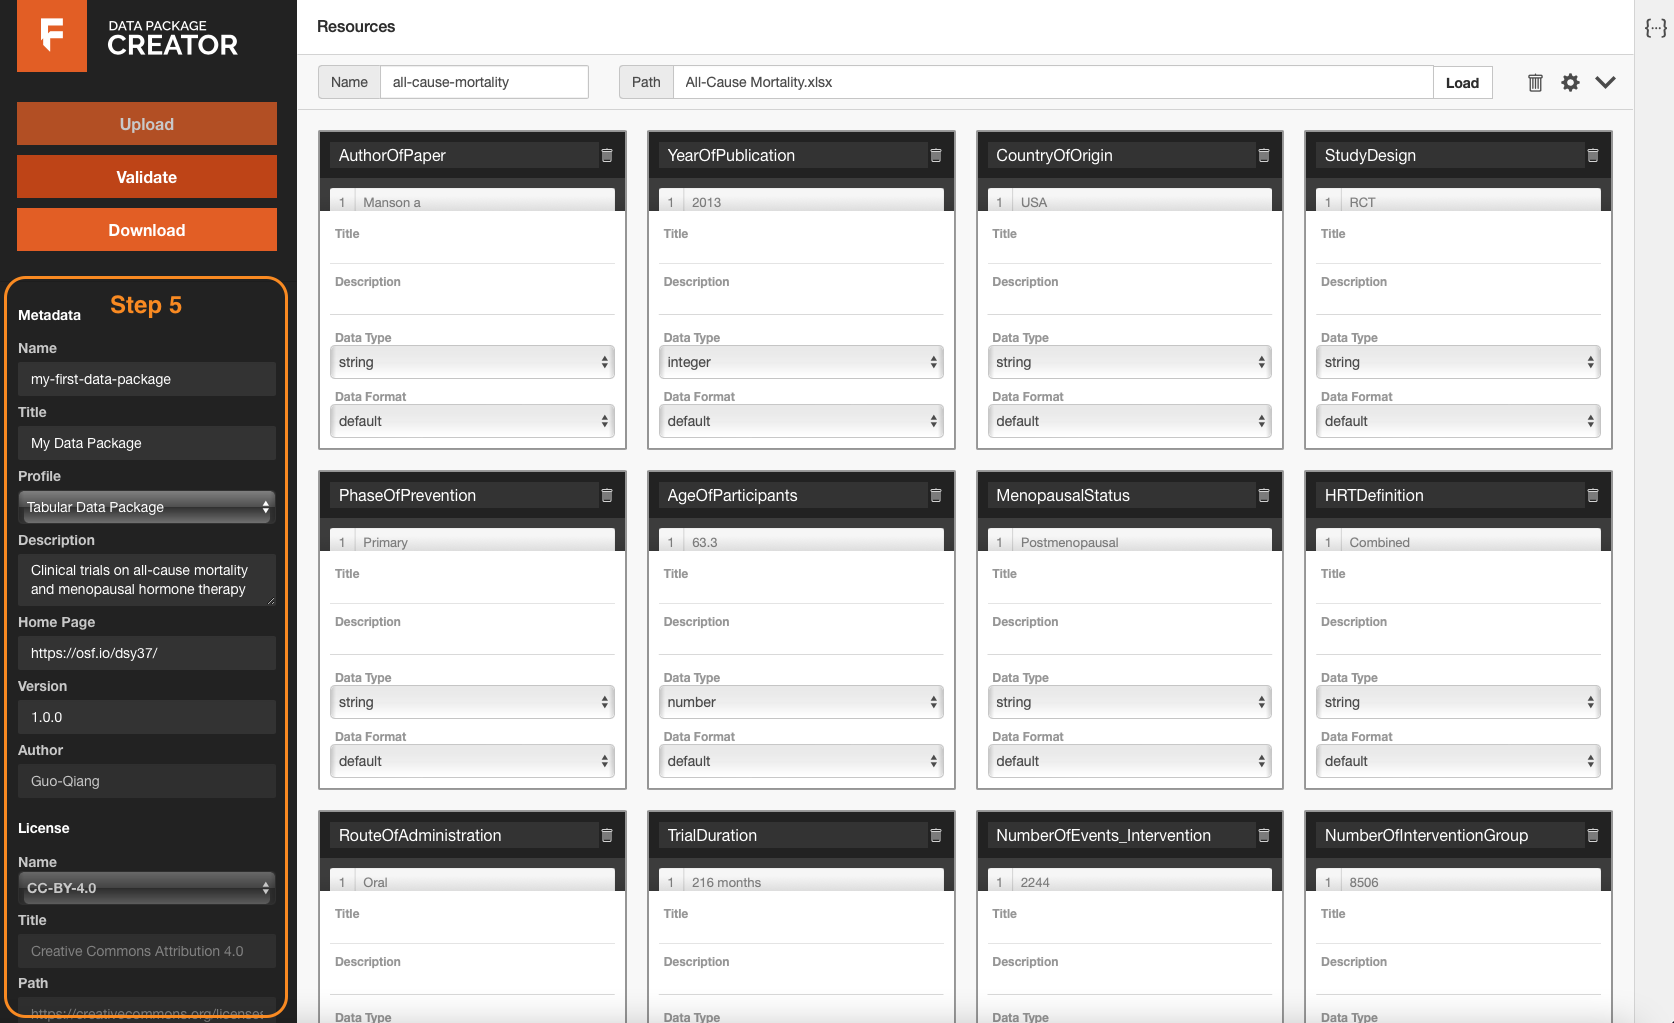 DATA PACKAGE
CREATOR
Upload
Validate
Download
Step 5
Metadata
Name
my-first-data-package
Title
My Data Package
Profile
Tabular Data Package
Description
Clinical trials on all-cause mortality
and menopausal hormone therapy
Home Page
https://osf.io/dsy37/
Version
1.0.0
Author
Guo-Qiang
License
Name
CC-BY-4.0
Title
Creative Commons Attribution 4.0
Path
https://creativecommons.org/license
Resources
{···}
Name all-cause-mortality Path All-Cause Mortality.xlsx Load
AuthorOfPaper YearOfPublication CountryOfOrigin StudyDesign
1 Manson a 1 2013 1 USA 1 RCT
Title Title Title Title
Description Description Description Description
Data Type Data Type Data Type Data Type
string integer string string
Data Format Data Format Data Format Data Format
default default default default
PhaseOfPrevention AgeOfParticipants MenopausalStatus HRTDefinition
1 Primary 1 63.3 1 Postmenopausal 1 Combined
Title Title Title Title
Description Description Description Description
Data Type Data Type Data Type Data Type
string number string string
Data Format Data Format Data Format Data Format
default default default default
RouteOfAdministration TrialDuration NumberOfEvents_Intervention NumberOfInterventionGroup
1 Oral 1 216 months 1 2244 1 8506
Title Title Title Title
Description Description Description Description
Data Type Data Type Data Type Data Type